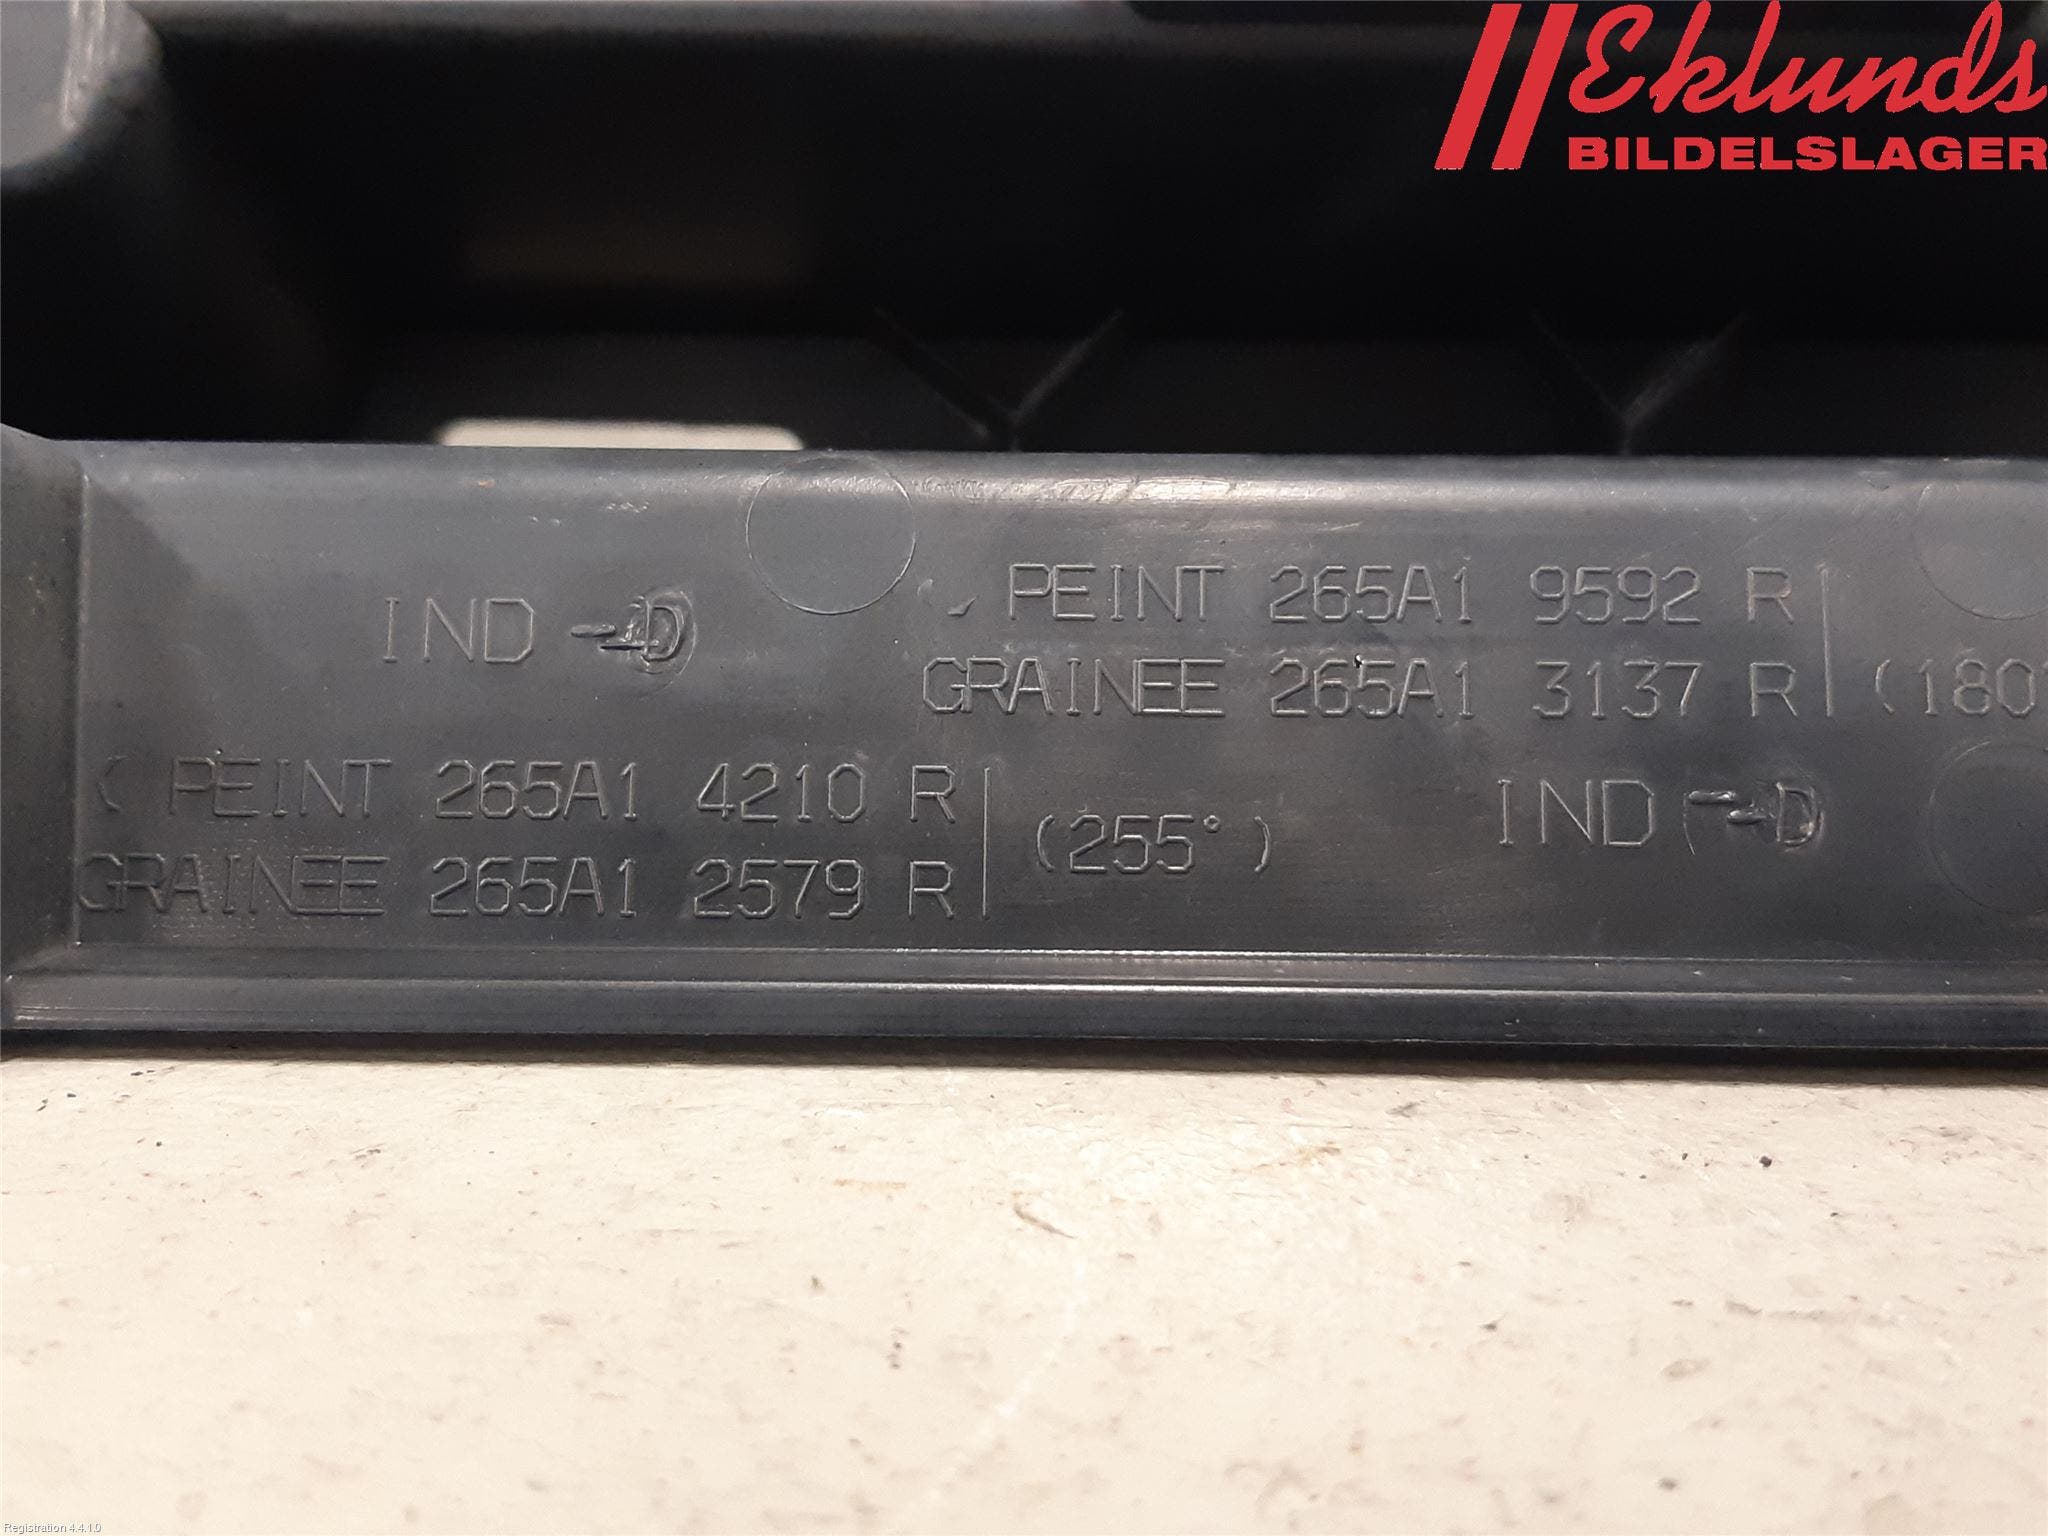 Eklunds
BILDELSLAGER
IND
PEINT 265A1 9592 R
GRAINEE 265A1 3137 R
(180°
PEINT 265A1 4210 R
GRAINEE 265A1 2579 R
(255°)
IND
Registration 4.4.1.0